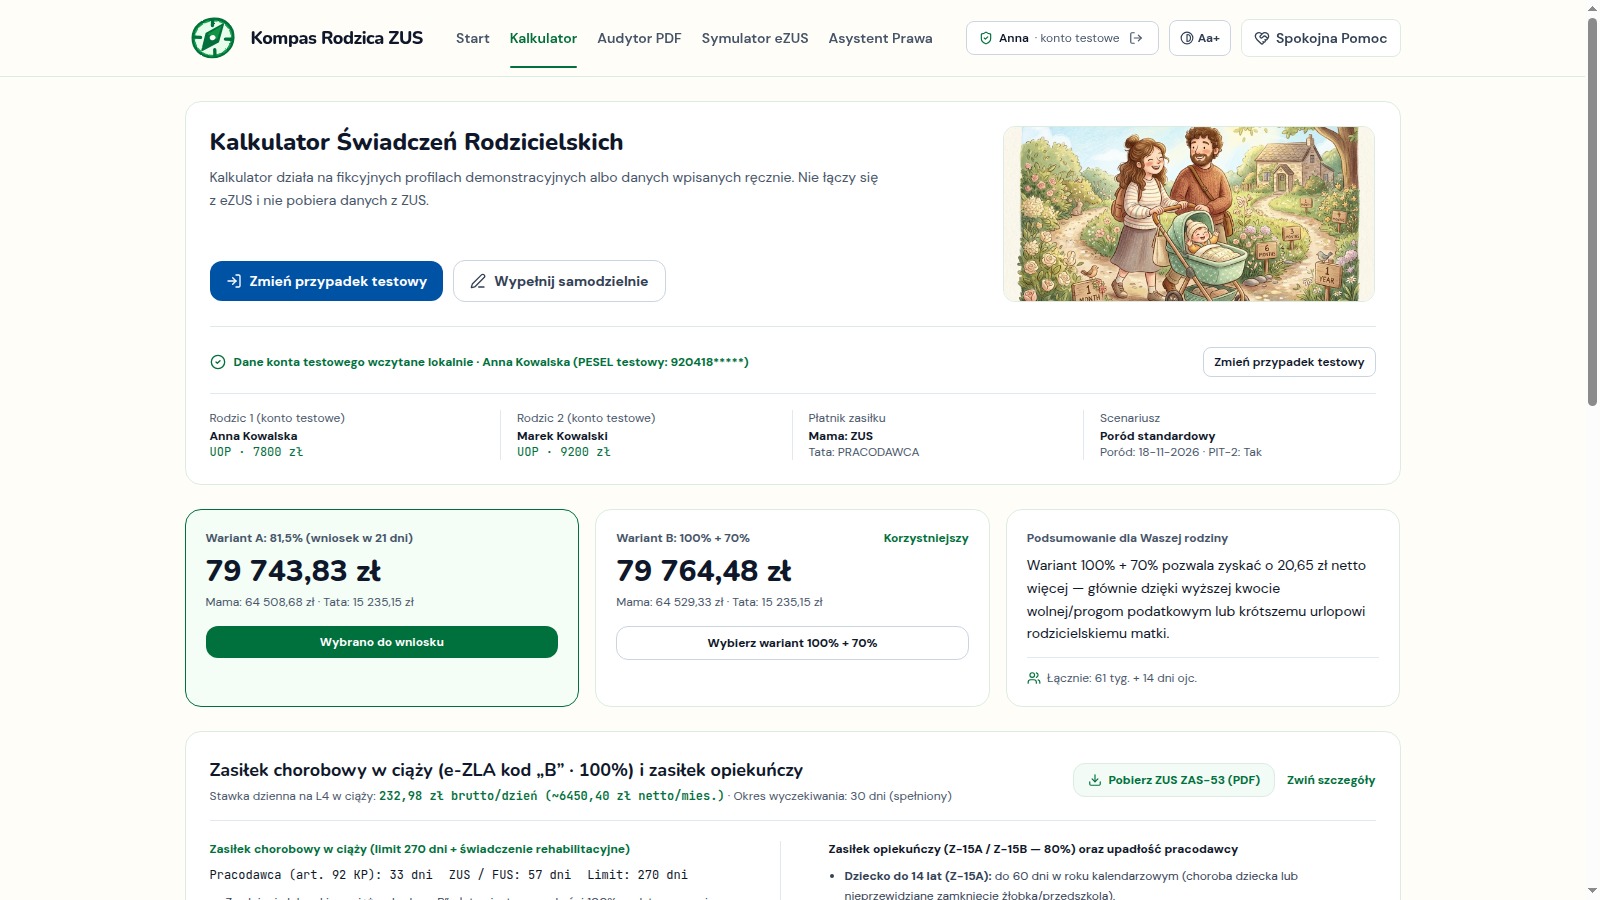 Kompas Rodzica ZUS
Start
Kalkulator
Audytor PDF
Symulator eZUS
Asystent Prawa
Anna · konto testowe
Aa+
Spokojna Pomoc
Kalkulator Świadczeń Rodzicielskich
Kalkulator działa na fikcyjnych profilach demonstracyjnych albo danych wpisanych ręcznie. Nie łączy się
z eZUS i nie pobiera danych z ZUS.
Zmień przypadek testowy
Wypełnij samodzielnie
1
MONTH
6
MONTHS
3
MONTHS
1
YEAR
Dane konta testowego wczytane lokalnie · Anna Kowalska (PESEL testowy: 920418*****)
Zmień przypadek testowy
Rodzic 1 (konto testowe)
Anna Kowalska
UOP · 7800 zł
Rodzic 2 (konto testowe)
Marek Kowalski
UOP · 9200 zł
Płatnik zasiłku
Mama: ZUS
Tata: PRACODAWCA
Scenariusz
Poród standardowy
Poród: 18-11-2026 · PIT-2: Tak
Wariant A: 81,5% (wniosek w 21 dni)
79 743,83 zł
Mama: 64 508,68 zł · Tata: 15 235,15 zł
Wybrano do wniosku
Wariant B: 100% + 70%
Korzystniejszy
79 764,48 zł
Mama: 64 529,33 zł · Tata: 15 235,15 zł
Wybierz wariant 100% + 70%
Podsumowanie dla Waszej rodziny
Wariant 100% + 70% pozwala zyskać o 20,65 zł netto
więcej — głównie dzięki wyższej kwocie
wolnej/progom podatkowym lub krótszemu urlopowi
rodzicielskiemu matki.
Łącznie: 61 tyg. + 14 dni ojc.
Zasiłek chorobowy w ciąży (e-ZLA kod „B” · 100%) i zasiłek opiekuńczy
Stawka dzienna na L4 w ciąży: 232,98 zł brutto/dzień (~6450,40 zł netto/mies.) · Okres wyczekiwania: 30 dni (spełniony)
Pobierz ZUS ZAS-53 (PDF)
Zwiń szczegóły
Zasiłek chorobowy w ciąży (limit 270 dni + świadczenie rehabilitacyjne)
Pracodawca (art. 92 KP): 33 dni ZUS / FUS: 57 dni Limit: 270 dni
Zasiłek opiekuńczy (Z-15A / Z-15B — 80%) oraz upadłość pracodawcy
Dziecko do 14 lat (Z-15A): do 60 dni w roku kalendarzowym (choroba dziecka lub
nieprzewidziane zamknięcie żłobka/przedszkola).